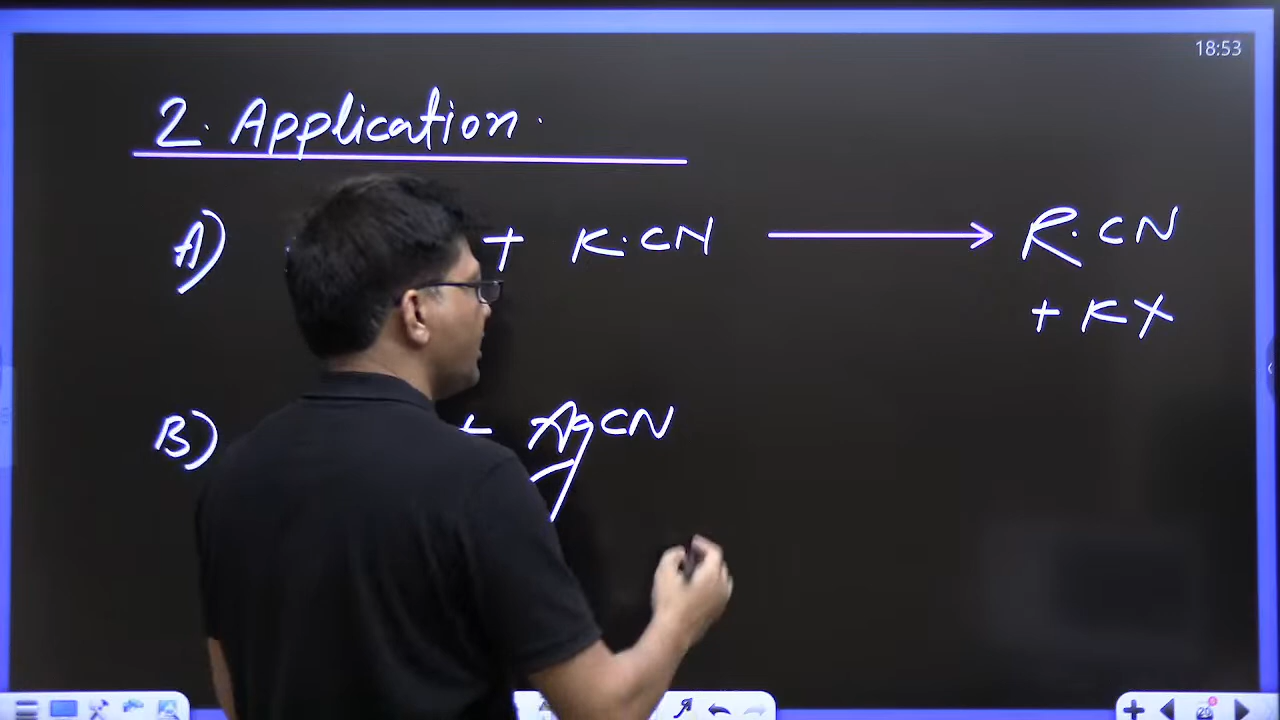 18:53
2. Application.
A) + K.CN ⟶ R.CN
+ KX
B) + AgCN